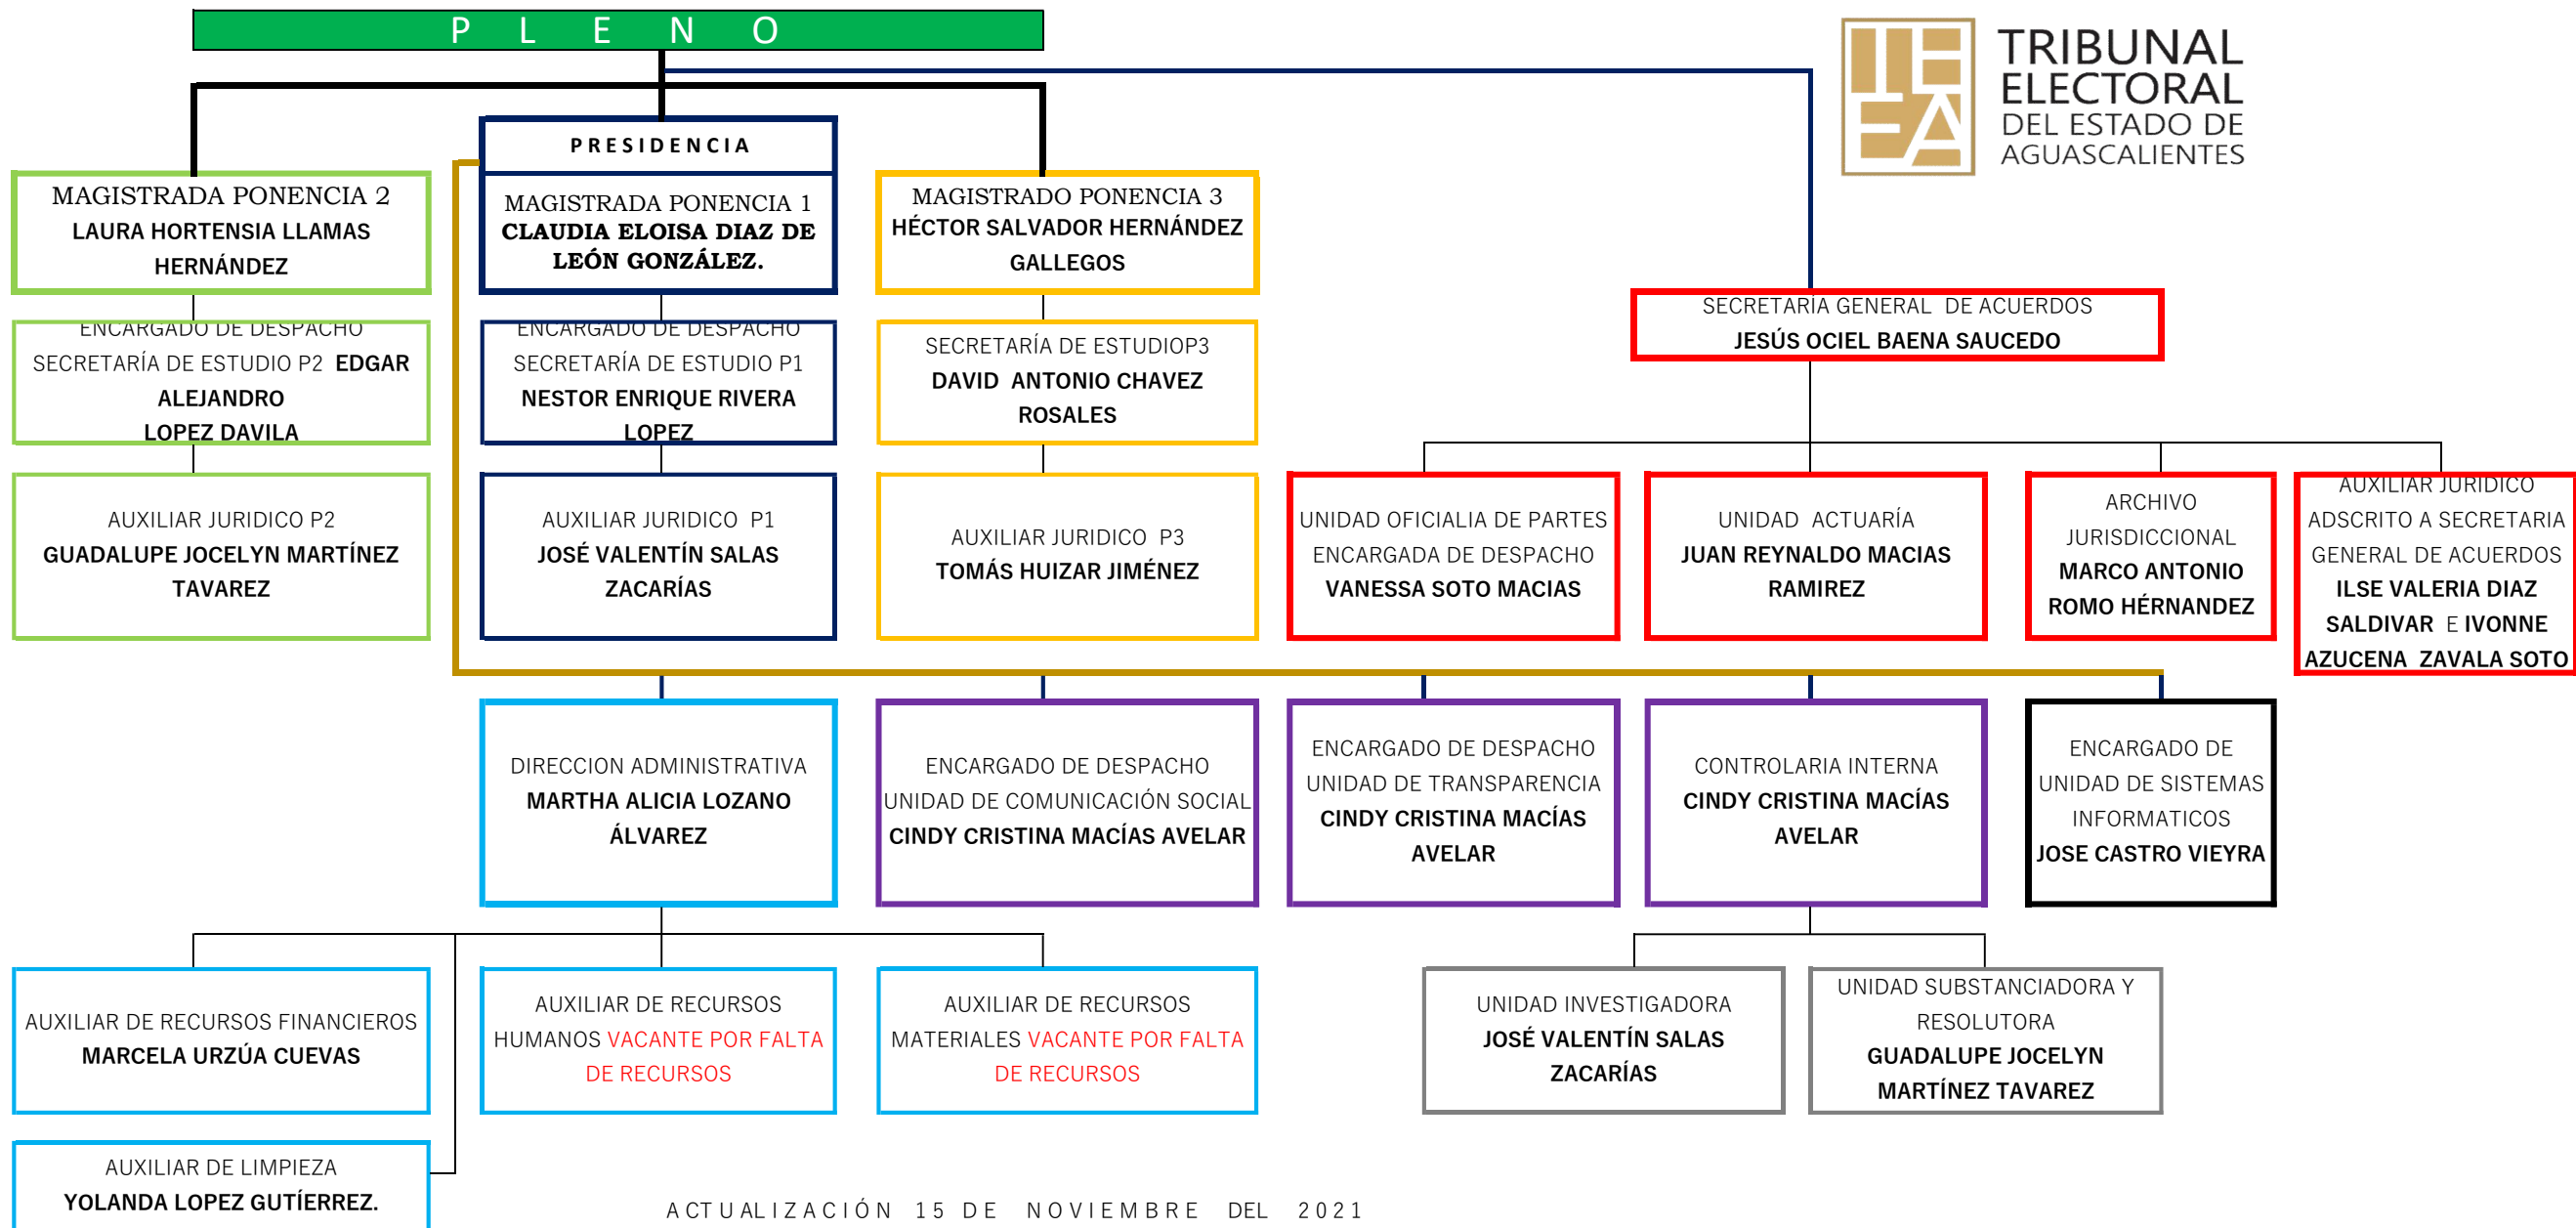 P L E N O
TRIBUNAL
ELECTORAL
DEL ESTADO DE
AGUASCALIENTES
PRESIDENCIA
MAGISTRADA PONENCIA 2
LAURA HORTENSIA LLAMAS
HERNÁNDEZ
MAGISTRADA PONENCIA 1
CLAUDIA ELOISA DIAZ DE
LEÓN GONZÁLEZ.
MAGISTRADO PONENCIA 3
HÉCTOR SALVADOR HERNÁNDEZ
GALLEGOS
SECRETARÍA GENERAL DE ACUERDOS
JESÚS OCIEL BAENA SAUCEDO
ENCARGADO DE DESPACHO
SECRETARÍA DE ESTUDIO P2 EDGAR
ALEJANDRO
LOPEZ DAVILA
ENCARGADO DE DESPACHO
SECRETARÍA DE ESTUDIO P1
NESTOR ENRIQUE RIVERA
LOPEZ
SECRETARÍA DE ESTUDIOP3
DAVID ANTONIO CHAVEZ
ROSALES
AUXILIAR JURIDICO P2
GUADALUPE JOCELYN MARTÍNEZ
TAVAREZ
AUXILIAR JURIDICO P1
JOSÉ VALENTÍN SALAS
ZACARÍAS
AUXILIAR JURIDICO P3
TOMÁS HUIZAR JIMÉNEZ
UNIDAD OFICIALIA DE PARTES
ENCARGADA DE DESPACHO
VANESSA SOTO MACIAS
UNIDAD ACTUARÍA
JUAN REYNALDO MACIAS
RAMIREZ
ARCHIVO
JURISDICCIONAL
MARCO ANTONIO
ROMO HÉRNANDEZ
AUXILIAR JURIDICO
ADSCRITO A SECRETARIA
GENERAL DE ACUERDOS
ILSE VALERIA DIAZ
SALDIVAR E IVONNE
AZUCENA ZAVALA SOTO
DIRECCION ADMINISTRATIVA
MARTHA ALICIA LOZANO
ÁLVAREZ
ENCARGADO DE DESPACHO
UNIDAD DE COMUNICACIÓN SOCIAL
CINDY CRISTINA MACÍAS AVELAR
ENCARGADO DE DESPACHO
UNIDAD DE TRANSPARENCIA
CINDY CRISTINA MACÍAS
AVELAR
CONTROLARIA INTERNA
CINDY CRISTINA MACÍAS
AVELAR
ENCARGADO DE
UNIDAD DE SISTEMAS
INFORMATICOS
JOSE CASTRO VIEYRA
AUXILIAR DE RECURSOS FINANCIEROS
MARCELA URZÚA CUEVAS
AUXILIAR DE RECURSOS
HUMANOS VACANTE POR FALTA
DE RECURSOS
AUXILIAR DE RECURSOS
MATERIALES VACANTE POR FALTA
DE RECURSOS
UNIDAD INVESTIGADORA
JOSÉ VALENTÍN SALAS
ZACARÍAS
UNIDAD SUBSTANCIADORA Y
RESOLUTORA
GUADALUPE JOCELYN
MARTÍNEZ TAVAREZ
AUXILIAR DE LIMPIEZA
YOLANDA LOPEZ GUTÍERREZ.
ACTUALIZACIÓN 15 DE NOVIEMBRE DEL 2021